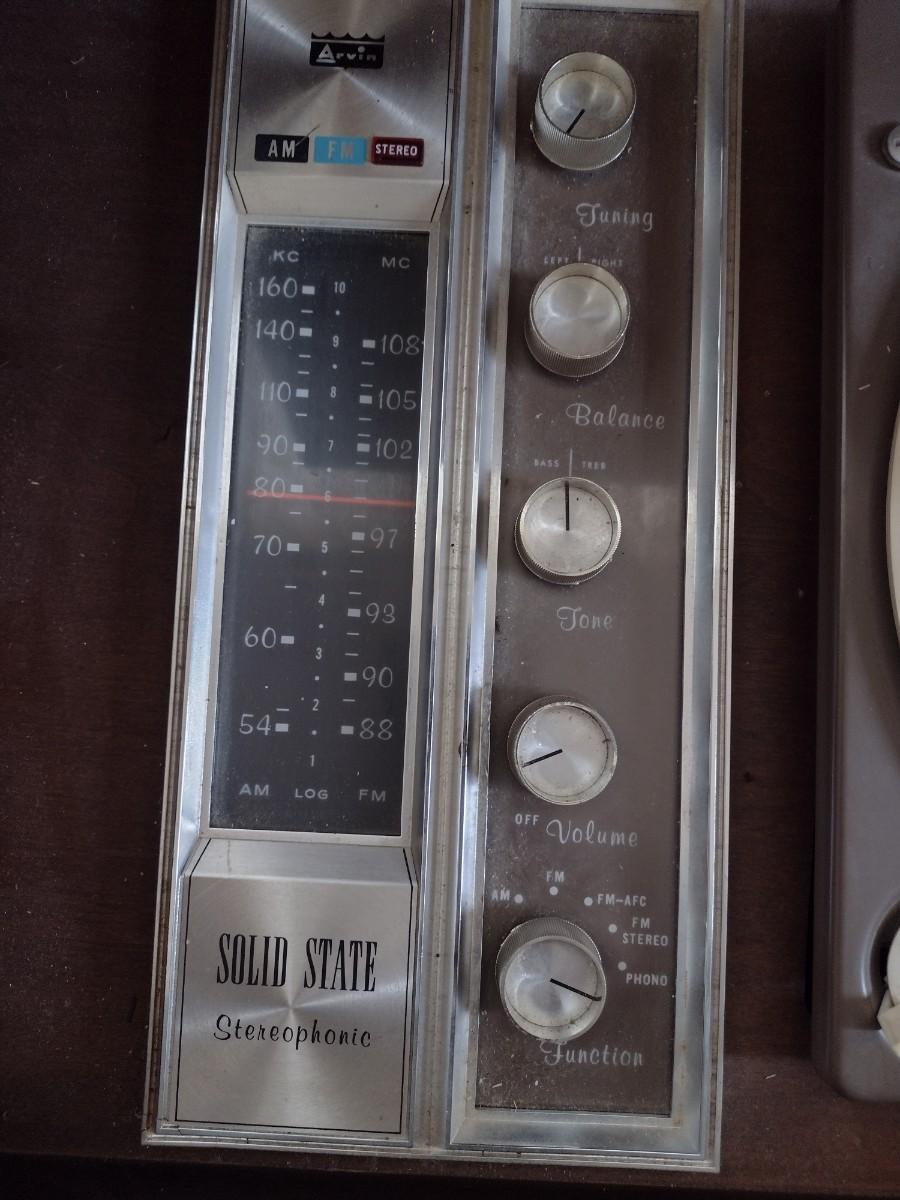 Arvin
AM FM STEREO
KC MC
160 10
140 9 108
110 8 105
90 7 102
80 6
70 5 97
4 93
60 3
2 90
54 88
1
AM LOG FM
SOLID STATE
Stereophonic
Tuning
LEFT RIGHT
Balance
BASS TREB
Tone
OFF Volume
AM FM FM-AFC
FM
STEREO
PHONO
Function